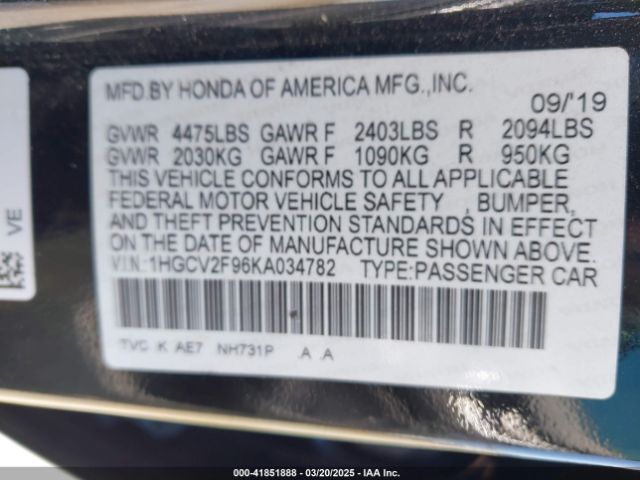 MFD.BY HONDA OF AMERICA MFG.,INC.
09/'19
GVWR 4475LBS GAWR F 2403LBS R 2094LBS
GVWR 2030KG GAWR F 1090KG R 950KG
THIS VEHICLE CONFORMS TO ALL APPLICABLE
FEDERAL MOTOR VEHICLE SAFETY , BUMPER,
AND THEFT PREVENTION STANDARDS IN EFFECT
ON THE DATE OF MANUFACTURE SHOWN ABOVE.
V.I.N.:1HGCV2F96KA034782 TYPE:PASSENGER CAR
TVC K AE7 NH731P A A
VE
000-41851888 - 03/20/2025 - IAA Inc.